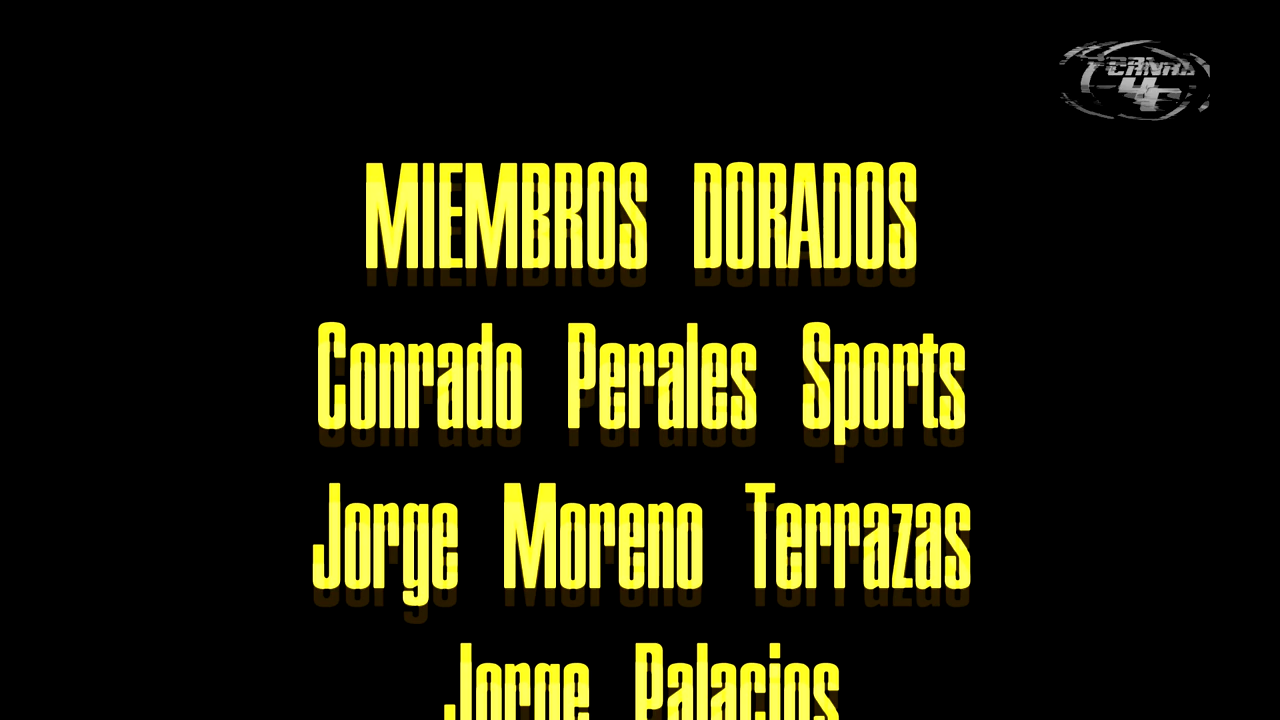 MIEMBROS DORADOS
Conrado Perales Sports
Jorge Moreno Terrazas
Jorge Palacios